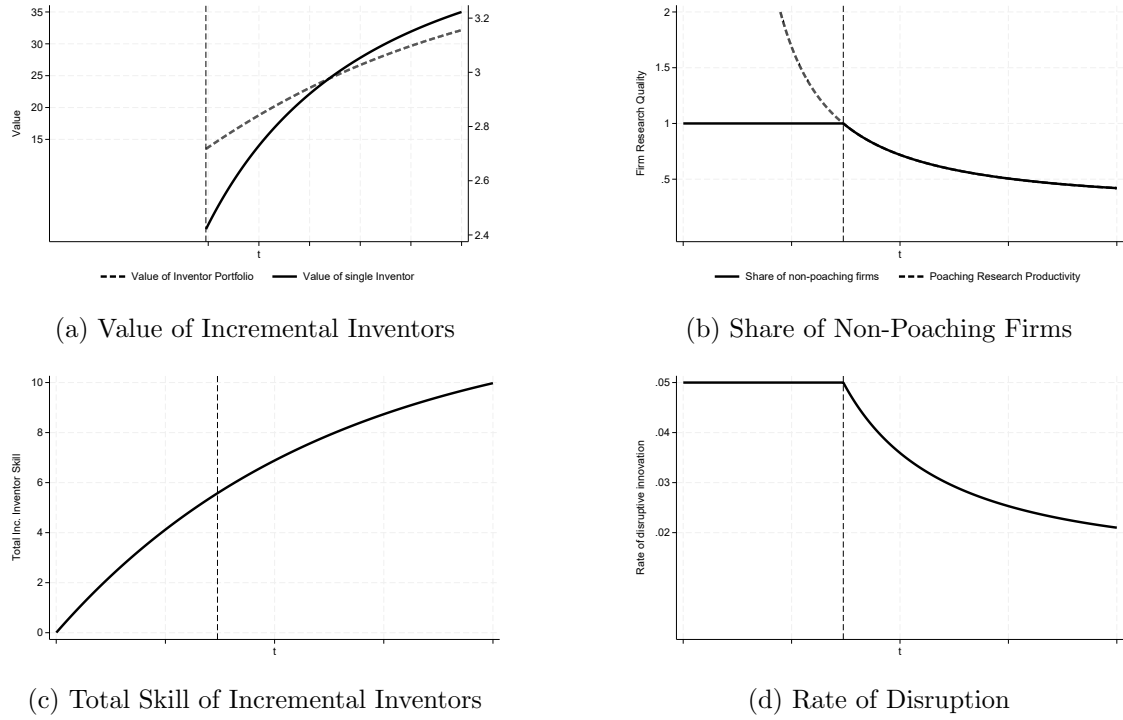 35
30
25
20
15
Value
3.2
3
2.8
2.6
2.4
t
Value of Inventor Portfolio
Value of single Inventor
(a) Value of Incremental Inventors
2
1.5
1
.5
Firm Research Quality
t
Share of non-poaching firms
Poaching Research Productivity
(b) Share of Non-Poaching Firms
10
8
6
4
2
0
Total Inc. Inventor Skill
t
(c) Total Skill of Incremental Inventors
.05
.04
.03
.02
Rate of disruptive innovation
t
(d) Rate of Disruption